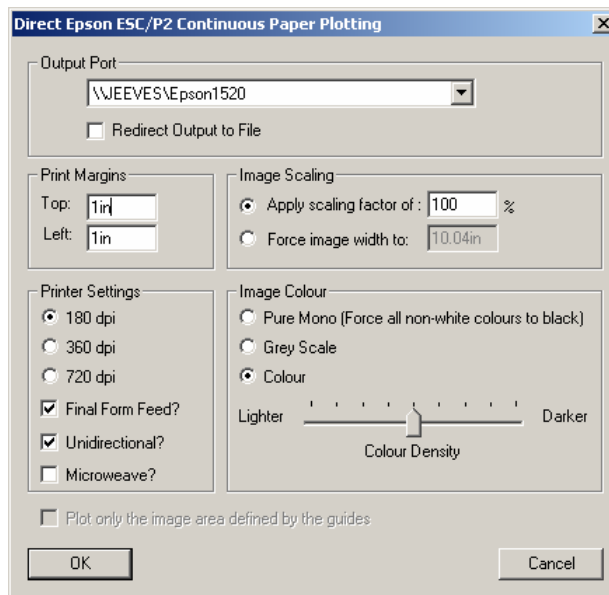 Direct Epson ESC/P2 Continuous Paper Plotting
Output Port
\\JEEVES\Epson1520
Redirect Output to File
Print Margins
Top: 1in
Left: 1in
Image Scaling
Apply scaling factor of : 100 %
Force image width to: 10.04in
Printer Settings
180 dpi
360 dpi
720 dpi
Final Form Feed?
Unidirectional?
Microweave?
Image Colour
Pure Mono (Force all non-white colours to black)
Grey Scale
Colour
Lighter Darker
Colour Density
Plot only the image area defined by the guides
OK Cancel